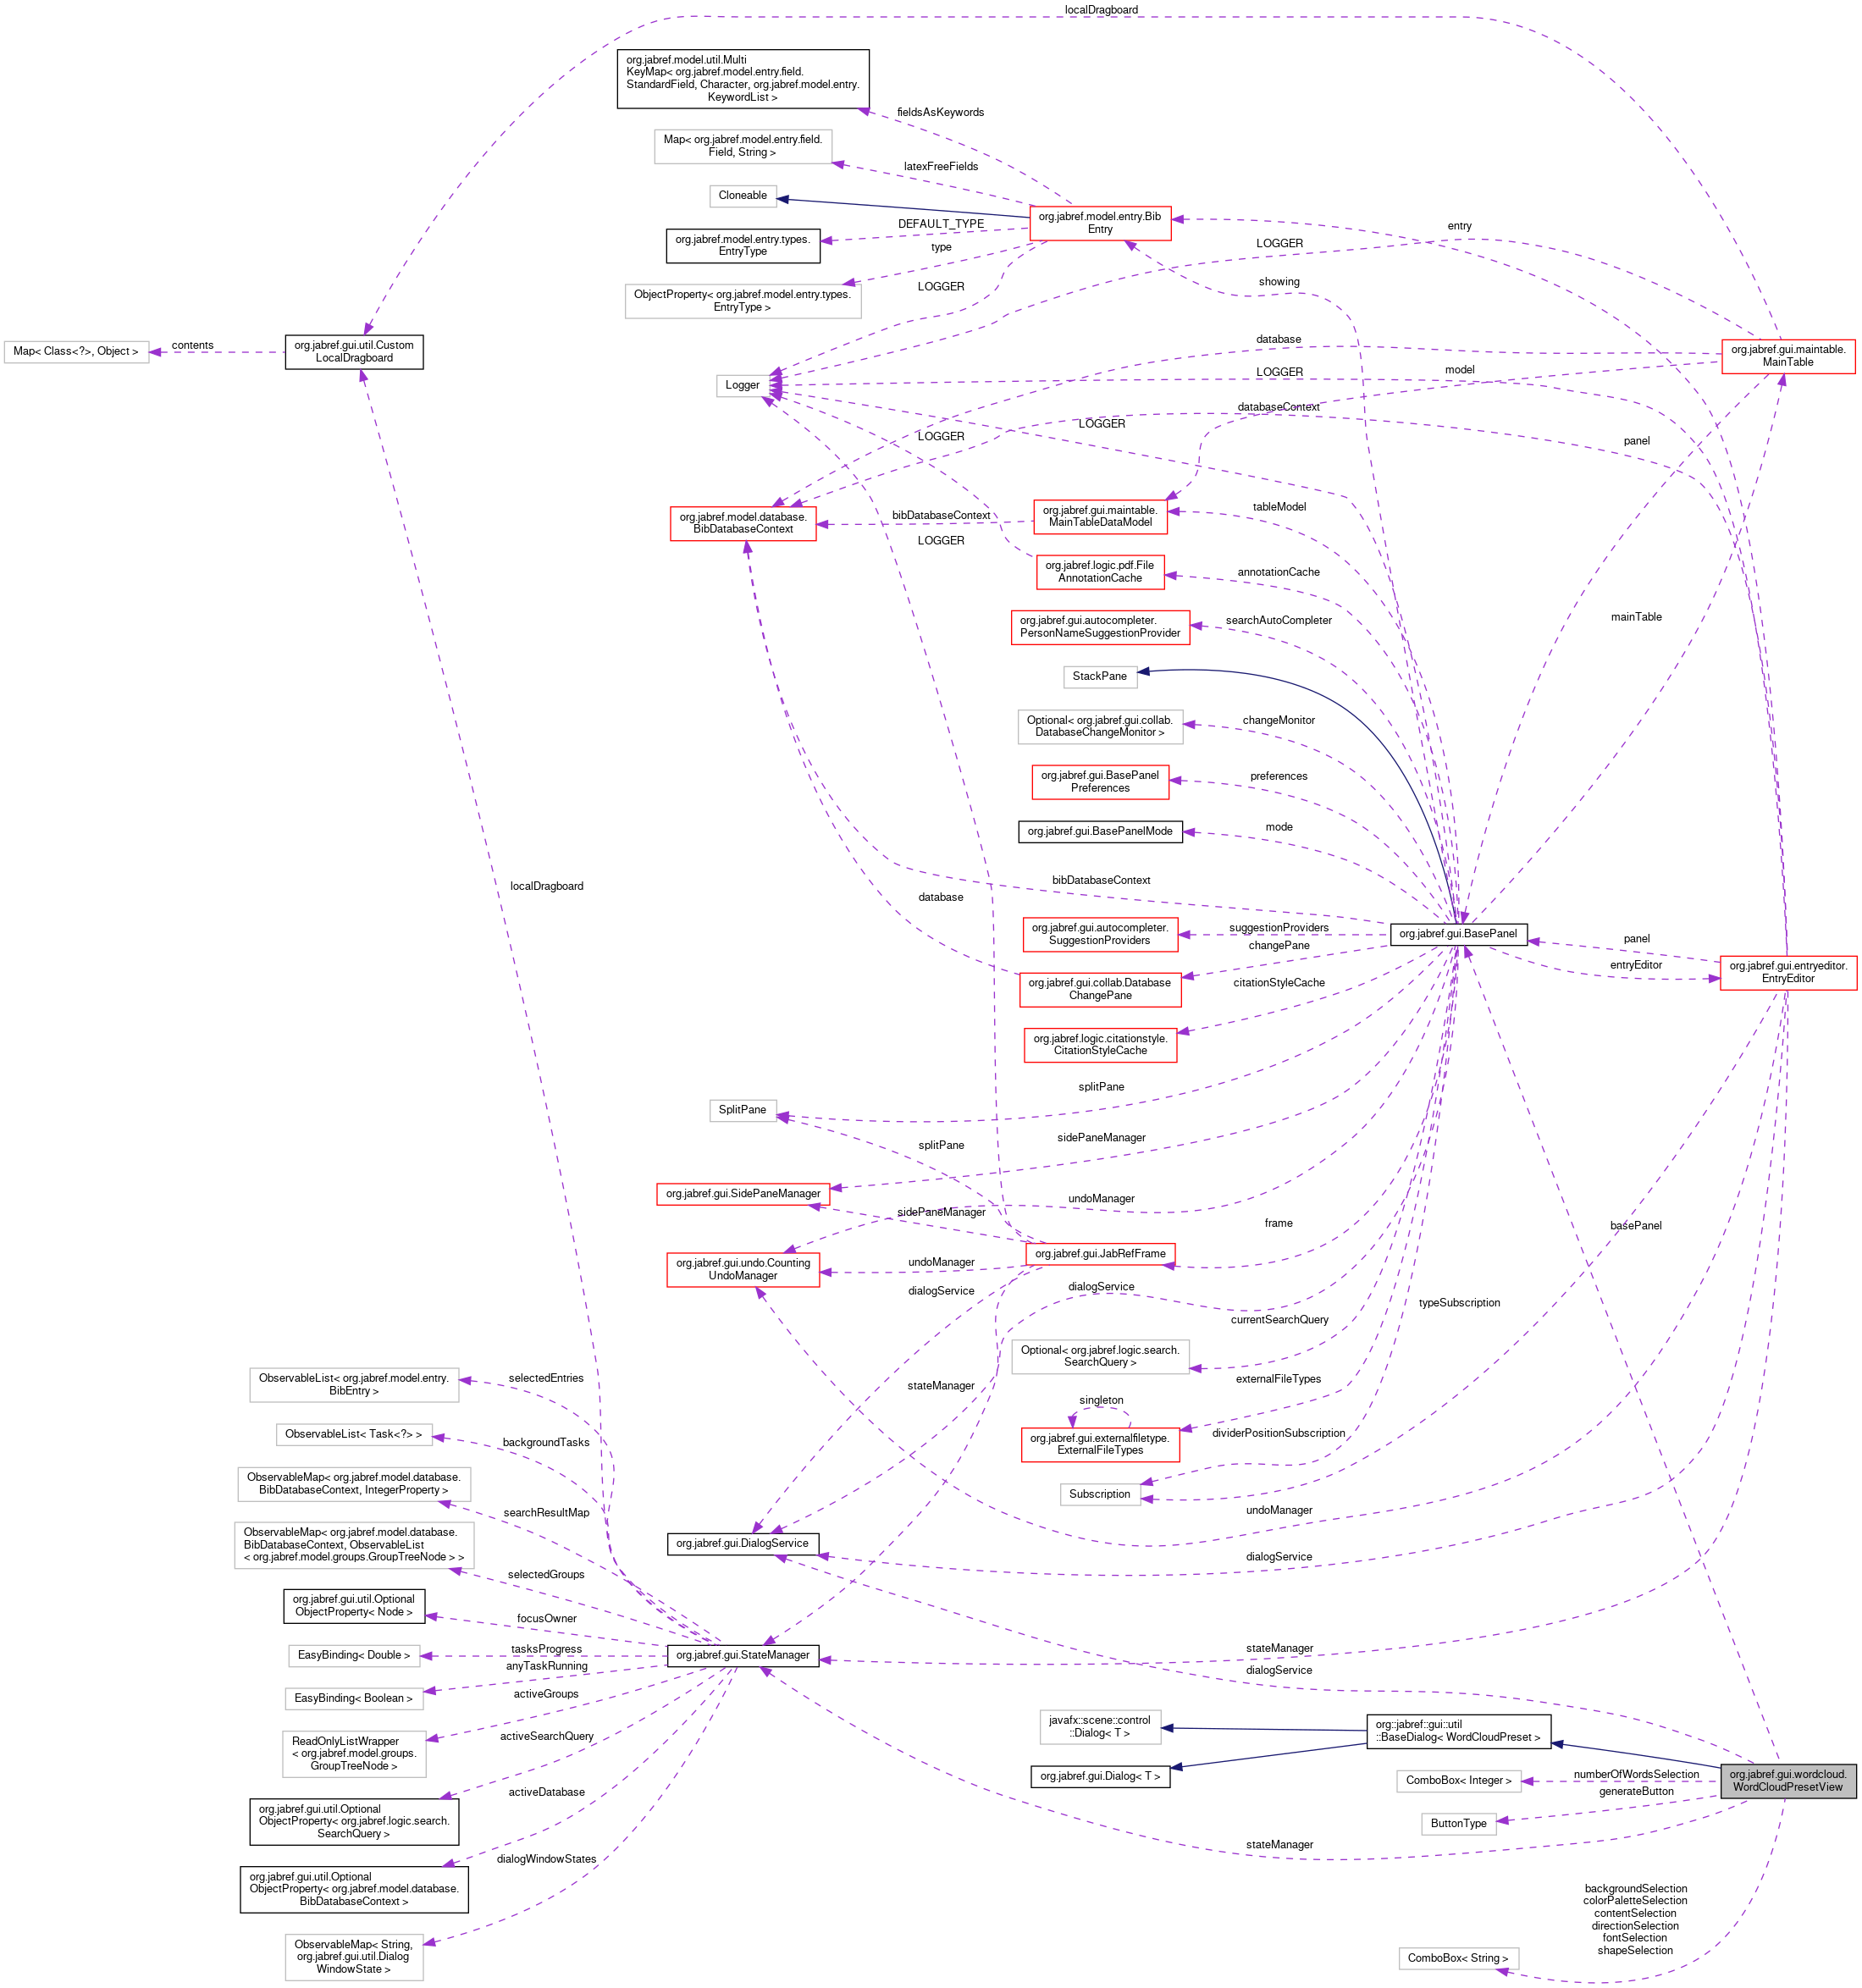 localDragboard
org.jabref.model.util.Multi
KeyMap< org.jabref.model.entry.field.
StandardField, Character, org.jabref.model.entry.
KeywordList >
fieldsAsKeywords
Map< org.jabref.model.entry.field.
Field, String >
latexFreeFields
Cloneable
org.jabref.model.entry.Bib
Entry
DEFAULT_TYPE
org.jabref.model.entry.types.
EntryType
type
entry
LOGGER
ObjectProperty< org.jabref.model.entry.types.
EntryType >
LOGGER
showing
Map< Class<?>, Object >
contents
org.jabref.gui.util.Custom
LocalDragboard
database
org.jabref.gui.maintable.
MainTable
Logger
LOGGER
model
databaseContext
LOGGER
LOGGER
panel
org.jabref.model.database.
BibDatabaseContext
bibDatabaseContext
org.jabref.gui.maintable.
MainTableDataModel
tableModel
LOGGER
org.jabref.logic.pdf.File
AnnotationCache
annotationCache
org.jabref.gui.autocompleter.
PersonNameSuggestionProvider
searchAutoCompleter
mainTable
StackPane
Optional< org.jabref.gui.collab.
DatabaseChangeMonitor >
changeMonitor
org.jabref.gui.BasePanel
Preferences
preferences
org.jabref.gui.BasePanelMode
mode
localDragboard
database
bibDatabaseContext
org.jabref.gui.autocompleter.
SuggestionProviders
suggestionProviders
org.jabref.gui.BasePanel
changePane
panel
entryEditor
org.jabref.gui.entryeditor.
EntryEditor
org.jabref.gui.collab.Database
ChangePane
citationStyleCache
org.jabref.logic.citationstyle.
CitationStyleCache
SplitPane
splitPane
splitPane
sidePaneManager
org.jabref.gui.SidePaneManager
sidePaneManager
undoManager
frame
basePanel
org.jabref.gui.undo.Counting
UndoManager
undoManager
org.jabref.gui.JabRefFrame
dialogService
dialogService
typeSubscription
currentSearchQuery
Optional< org.jabref.logic.search.
SearchQuery >
ObservableList< org.jabref.model.entry.
BibEntry >
selectedEntries
stateManager
externalFileTypes
singleton
org.jabref.gui.externalfiletype.
ExternalFileTypes
dividerPositionSubscription
ObservableList< Task<?> >
backgroundTasks
ObservableMap< org.jabref.model.database.
BibDatabaseContext, IntegerProperty >
searchResultMap
Subscription
undoManager
ObservableMap< org.jabref.model.database.
BibDatabaseContext, ObservableList
< org.jabref.model.groups.GroupTreeNode > >
selectedGroups
org.jabref.gui.DialogService
dialogService
org.jabref.gui.util.Optional
ObjectProperty< Node >
focusOwner
EasyBinding< Double >
tasksProgress
org.jabref.gui.StateManager
stateManager
dialogService
EasyBinding< Boolean >
anyTaskRunning
activeGroups
ReadOnlyListWrapper
< org.jabref.model.groups.
GroupTreeNode >
activeSearchQuery
javafx::scene::control
::Dialog< T >
org::jabref::gui::util
::BaseDialog< WordCloudPreset >
org.jabref.gui.Dialog< T >
ComboBox< Integer >
numberOfWordsSelection
generateButton
org.jabref.gui.wordcloud.
WordCloudPresetView
ButtonType
org.jabref.gui.util.Optional
ObjectProperty< org.jabref.logic.search.
SearchQuery >
activeDatabase
stateManager
org.jabref.gui.util.Optional
ObjectProperty< org.jabref.model.database.
BibDatabaseContext >
dialogWindowStates
backgroundSelection
colorPaletteSelection
contentSelection
directionSelection
fontSelection
shapeSelection
ObservableMap< String,
org.jabref.gui.util.Dialog
WindowState >
ComboBox< String >